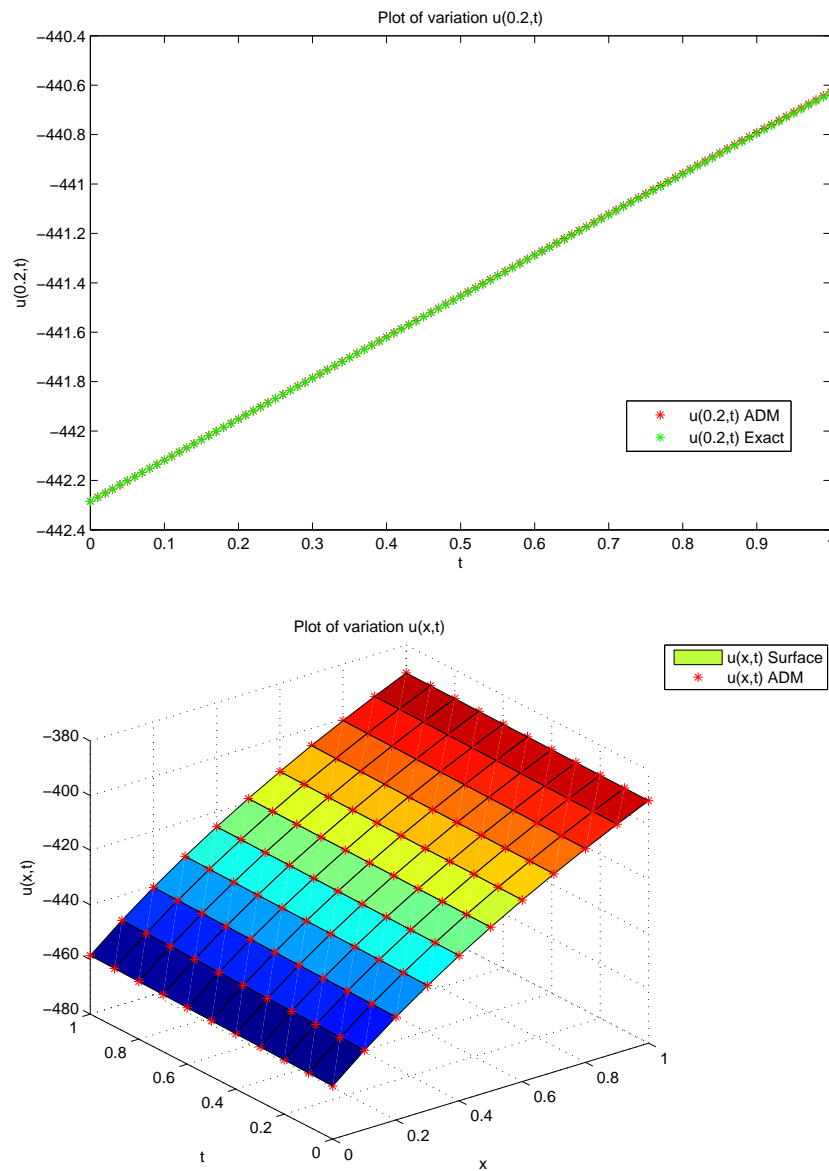 Plot of variation u(0.2,t)
−440.4
−440.6
−440.8
−441
−441.2
−441.4
−441.6
−441.8
−442
−442.2
−442.4
u(0.2,t)
u(0.2,t) ADM
u(0.2,t) Exact
0 0.1 0.2 0.3 0.4 0.5 0.6 0.7 0.8 0.9 1
t
Plot of variation u(x,t)
u(x,t) Surface
u(x,t) ADM
−380
−400
−420
−440
−460
−480
u(x,t)
1
0.8
0.6
0.4
0.2
0
t
0
0.2
0.4
0.6
0.8
1
x